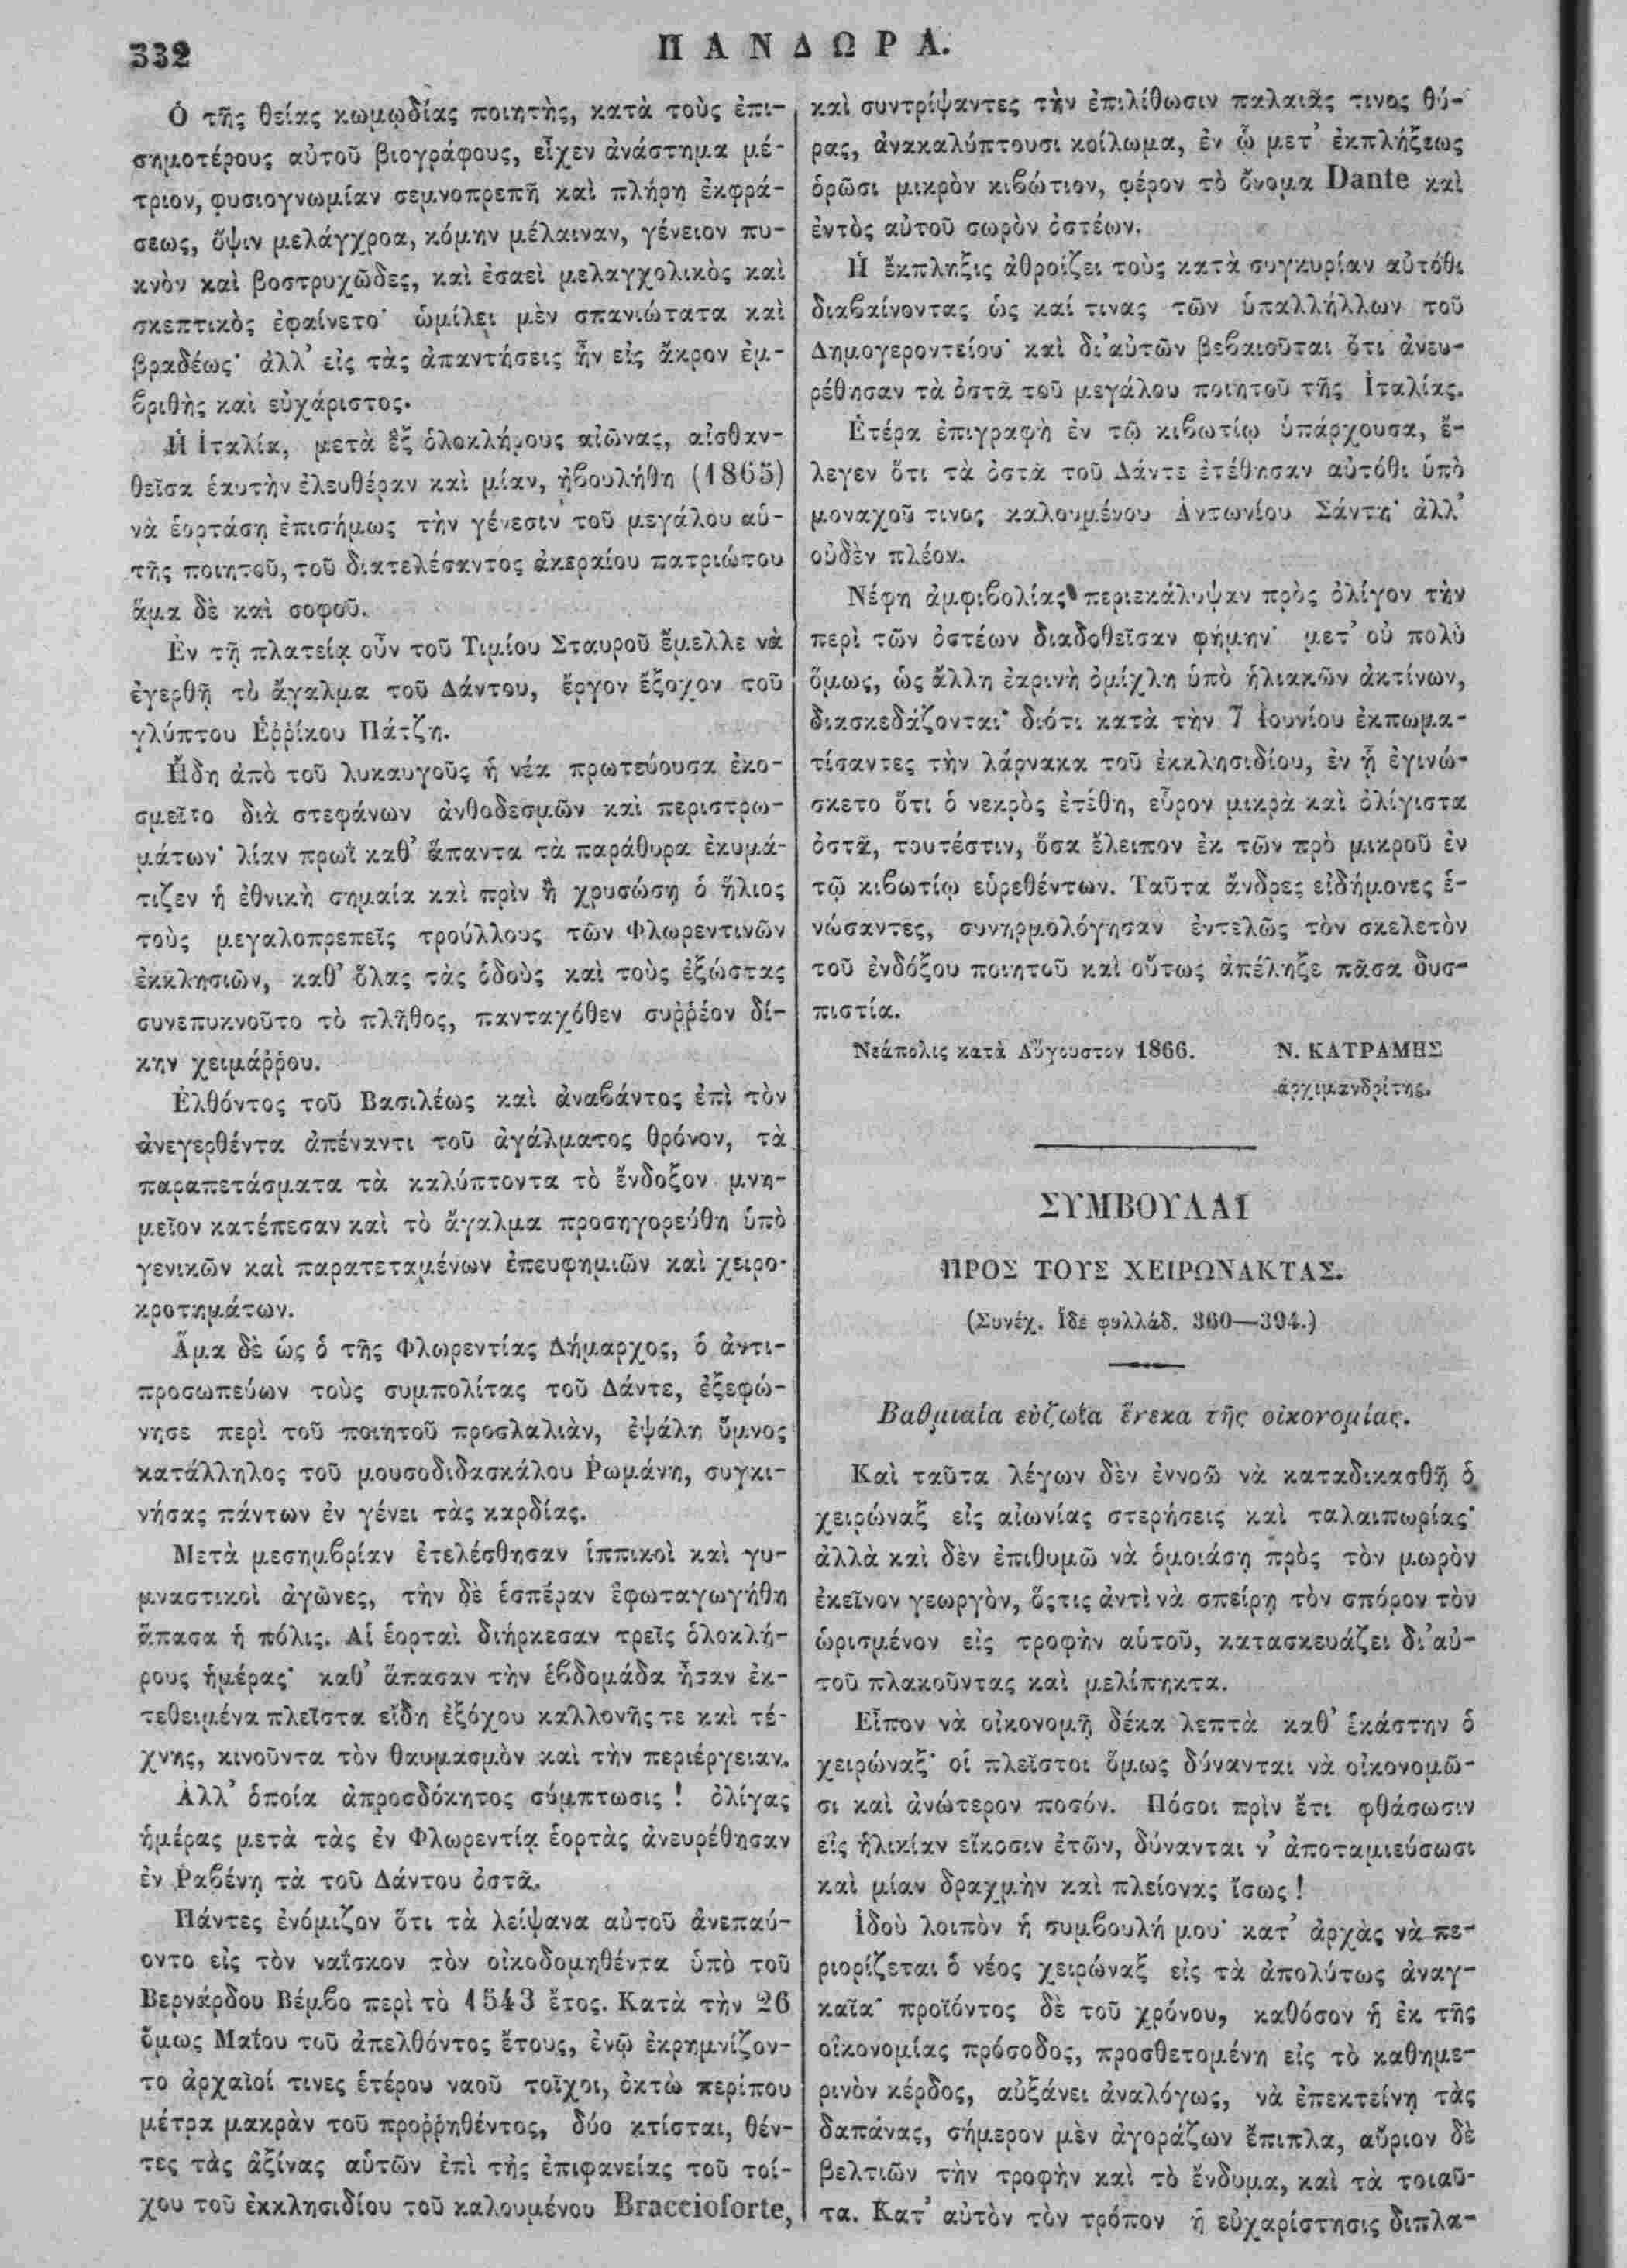 332
ΠΑΝΔΩΡΑ.
Ὁ τῆς θείας κωμῳδίας ποιητὴς, κατὰ τοὺς ἐπι-
σημοτέρους αὐτοῦ βιογράφους, εἶχεν ἀνάστημα μέ-
τριον, φυσιογνωμίαν σεμνοπρεπῆ καὶ πλήρη ἐκφρά-
σεως, ὄψιν μελάγχροα, κόμην μέλαιναν, γένειον πυ-
κνὸν καὶ βοστρυχῶδες, καὶ ἐσαεὶ μελαγχολικὸς καὶ
σκεπτικὸς ἐφαίνετο· ὡμίλει μὲν σπανιώτατα καὶ
βραδέως· ἀλλ’ εἰς τὰς ἀπαντήσεις ἦν εἰς ἄκρον ἐμ-
βριθὴς καὶ εὐχάριστος.
Ἡ Ἰταλία, μετὰ ἓξ ὁλοκλήρους αἰῶνας, αἰσθαν-
θεῖσα ἑαυτὴν ἐλευθέραν καὶ μίαν, ἠβουλήθη (1865)
νὰ ἑορτάσῃ ἐπισήμως τὴν γένεσιν τοῦ μεγάλου αὑ-
τῆς ποιητοῦ, τοῦ διατελέσαντος ἀκεραίου πατριώτου
ἅμα δὲ καὶ σοφοῦ.
Ἐν τῇ πλατείᾳ οὖν τοῦ Τιμίου Σταυροῦ ἔμελλε νὰ
ἐγερθῇ τὸ ἄγαλμα τοῦ Δάντου, ἔργον ἔξοχον τοῦ
γλύπτου Ἐῤῥίκου Πάτζη.
Ἤδη ἀπὸ τοῦ λυκαυγοῦς ἡ νέα πρωτεύουσα ἐκο-
σμεῖτο διὰ στεφάνων ἀνθοδεσμῶν καὶ περιστρω-
μάτων· λίαν πρωῒ καθ’ ἅπαντα τὰ παράθυρα ἐκυμά-
τιζεν ἡ ἐθνικὴ σημαία καὶ πρὶν ἢ χρυσώσῃ ὁ ἥλιος
τοὺς μεγαλοπρεπεῖς τρούλλους τῶν Φλωρεντινῶν
ἐκκλησιῶν, καθ’ ὅλας τὰς ὁδοὺς καὶ τοὺς ἐξώστας
συνεπυκνοῦτο τὸ πλῆθος, πανταχόθεν συῤῥέον δί-
κην χειμάῤῥου.
Ἐλθόντος τοῦ Βασιλέως καὶ ἀναβάντος ἐπὶ τὸν
ἀνεγερθέντα ἀπέναντι τοῦ ἀγάλματος θρόνον, τὰ
παραπετάσματα τὰ καλύπτοντα τὸ ἔνδοξον μνη-
μεῖον κατέπεσαν καὶ τὸ ἄγαλμα προσηγορεύθη ὑπὸ
γενικῶν καὶ παρατεταμένων ἐπευφημιῶν καὶ χειρο-
κροτημάτων.
Ἅμα δὲ ὡς ὁ τῆς Φλωρεντίας Δήμαρχος, ὁ ἀντι-
προσωπεύων τοὺς συμπολίτας τοῦ Δάντε, ἐξεφώ-
νησε περὶ τοῦ ποιητοῦ προσλαλιὰν, ἐψάλη ὕμνος
κατάλληλος τοῦ μουσοδιδασκάλου Ῥωμάνη, συγκι-
νήσας πάντων ἐν γένει τὰς καρδίας.
Μετὰ μεσημβρίαν ἐτελέσθησαν ἱππικοὶ καὶ γυ-
μναστικοὶ ἀγῶνες, τὴν δὲ ἑσπέραν ἐφωταγωγήθη
ἅπασα ἡ πόλις. Αἱ ἑορταὶ διήρκεσαν τρεῖς ὁλοκλή-
ρους ἡμέρας· καθ’ ἅπασαν τὴν ἑβδομάδα ἦσαν ἐκ-
τεθειμένα πλεῖστα εἴδη ἐξόχου καλλονῆς τε καὶ τέ-
χνης, κινοῦντα τὸν θαυμασμὸν καὶ τὴν περιέργειαν.
Ἀλλ’ ὁποία ἀπροσδόκητος σύμπτωσις! ὀλίγας
ἡμέρας μετὰ τὰς ἐν Φλωρεντίᾳ ἑορτὰς ἀνευρέθησαν
ἐν Ῥαβένῃ τὰ τοῦ Δάντου ὀστᾶ.
Πάντες ἐνόμιζον ὅτι τὰ λείψανα αὐτοῦ ἀνεπαύ-
οντο εἰς τὸν ναΐσκον τὸν οἰκοδομηθέντα ὑπὸ τοῦ
Βερνάρδου Βέμβο περὶ τὸ 1543 ἔτος. Κατὰ τὴν 26
ὅμως Μαΐου τοῦ ἀπελθόντος ἔτους, ἐνῷ ἐκρημνίζον-
το ἀρχαῖοί τινες ἑτέρου ναοῦ τοῖχοι, ὀκτὼ περίπου
μέτρα μακρὰν τοῦ προῤῥηθέντος, δύο κτίσται, θέν-
τες τὰς ἀξίνας αὑτῶν ἐπὶ τῆς ἐπιφανείας τοῦ τοί-
χου τοῦ ἐκκλησιδίου τοῦ καλουμένου Braccioforte,
καὶ συντρίψαντες τὴν ἐπιλίθωσιν παλαιᾶς τινος θύ-
ρας, ἀνακαλύπτουσι κοίλωμα, ἐν ᾧ μετ’ ἐκπλήξεως
ὁρῶσι μικρὸν κιβώτιον, φέρον τὸ ὄνομα Dante καὶ
ἐντὸς αὐτοῦ σωρὸν ὀστέων.
Ἡ ἔκπληξις ἀθροίζει τοὺς κατὰ συγκυρίαν αὐτόθι
διαβαίνοντας ὡς καί τινας τῶν ὑπαλλήλλων τοῦ
Δημογεροντείου· καὶ δι’αὐτῶν βεβαιοῦται ὅτι ἀνευ-
ρέθησαν τὰ ὀστᾶ τοῦ μεγάλου ποιητοῦ τῆς Ἰταλίας.
Ἑτέρα ἐπιγραφὴ ἐν τῷ κιβωτίῳ ὑπάρχουσα, ἔ-
λεγεν ὅτι τὰ ὀστᾶ τοῦ Δάντε ἐτέθησαν αὐτόθι ὑπὸ
μοναχοῦ τινος καλουμένου Ἀντωνίου Σάντη· ἀλλ’
οὐδὲν πλέον.
Νέφη ἀμφιβολίας περιεκάλυψαν πρὸς ὀλίγον τὴν
περὶ τῶν ὀστέων διαδοθεῖσαν φήμην· μετ’ οὐ πολὺ
ὅμως, ὡς ἄλλη ἐαρινὴ ὁμίχλη ὑπὸ ἡλιακῶν ἀκτίνων,
διασκεδάζονται· διότι κατὰ τὴν 7 Ἰουνίου ἐκπωμα-
τίσαντες τὴν λάρνακα τοῦ ἐκκλησιδίου, ἐν ᾗ ἐγινώ-
σκετο ὅτι ὁ νεκρὸς ἐτέθη, εὗρον μικρὰ καὶ ὀλίγιστα
ὀστᾶ, τουτέστιν, ὅσα ἔλειπον ἐκ τῶν πρὸ μικροῦ ἐν
τῷ κιβωτίῳ εὑρεθέντων. Ταῦτα ἄνδρες εἰδήμονες ἑ-
νώσαντες, συνηρμολόγησαν ἐντελῶς τὸν σκελετὸν
τοῦ ἐνδόξου ποιητοῦ καὶ οὕτως ἀπέληξε πᾶσα δυσ-
πιστία.
Νεάπολις κατὰ Αὔγουστον 1866. Ν. ΚΑΤΡΑΜΗΣ
ἀρχιμανδρίτης.
ΣΥΜΒΟΥΛΑΙ
ΠΡΟΣ ΤΟΥΣ ΧΕΙΡΩΝΑΚΤΑΣ.
(Συνέχ. Ἴδε φυλλάδ. 360—394.)
Βαθμιαία εὐζωΐα ἕνεκα τῆς οἰκονομίας.
Καὶ ταῦτα λέγων δὲν ἐννοῶ νὰ καταδικασθῇ ὁ
χειρώναξ εἰς αἰωνίας στερήσεις καὶ ταλαιπωρίας·
ἀλλὰ καὶ δὲν ἐπιθυμῶ νὰ ὁμοιάσῃ πρὸς τὸν μωρὸν
ἐκεῖνον γεωργὸν, ὅςτις ἀντὶ νὰ σπείρῃ τὸν σπόρον τὸν
ὡρισμένον εἰς τροφὴν αὑτοῦ, κατασκευάζει δι’αὐ-
τοῦ πλακοῦντας καὶ μελίπηκτα.
Εἶπον νὰ οἰκονομῇ δέκα λεπτὰ καθ’ ἑκάστην ὁ
χειρώναξ· οἱ πλεῖστοι ὅμως δύνανται νὰ οἰκονομῶ-
σι καὶ ἀνώτερον ποσόν. Πόσοι πρὶν ἔτι φθάσωσιν
εἰς ἡλικίαν εἴκοσιν ἐτῶν, δύνανται ν’ ἀποταμιεύσωσι
καὶ μίαν δραχμὴν καὶ πλείονας ἴσως!
Ἰδοὺ λοιπὸν ἡ συμβουλή μου· κατ’ ἀρχὰς νὰ πε-
ριορίζεται ὁ νέος χειρώναξ εἰς τὰ ἀπολύτως ἀναγ-
καῖα· προϊόντος δὲ τοῦ χρόνου, καθόσον ἡ ἐκ τῆς
οἰκονομίας πρόσοδος, προσθετομένη εἰς τὸ καθημε-
ρινὸν κέρδος, αὐξάνει ἀναλόγως, νὰ ἐπεκτείνῃ τὰς
δαπάνας, σήμερον μὲν ἀγοράζων ἔπιπλα, αὔριον δὲ
βελτιῶν τὴν τροφὴν καὶ τὸ ἔνδυμα, καὶ τὰ τοιαῦ-
τα. Κατ’ αὐτὸν τὸν τρόπον ἡ εὐχαρίστησις διπλα-